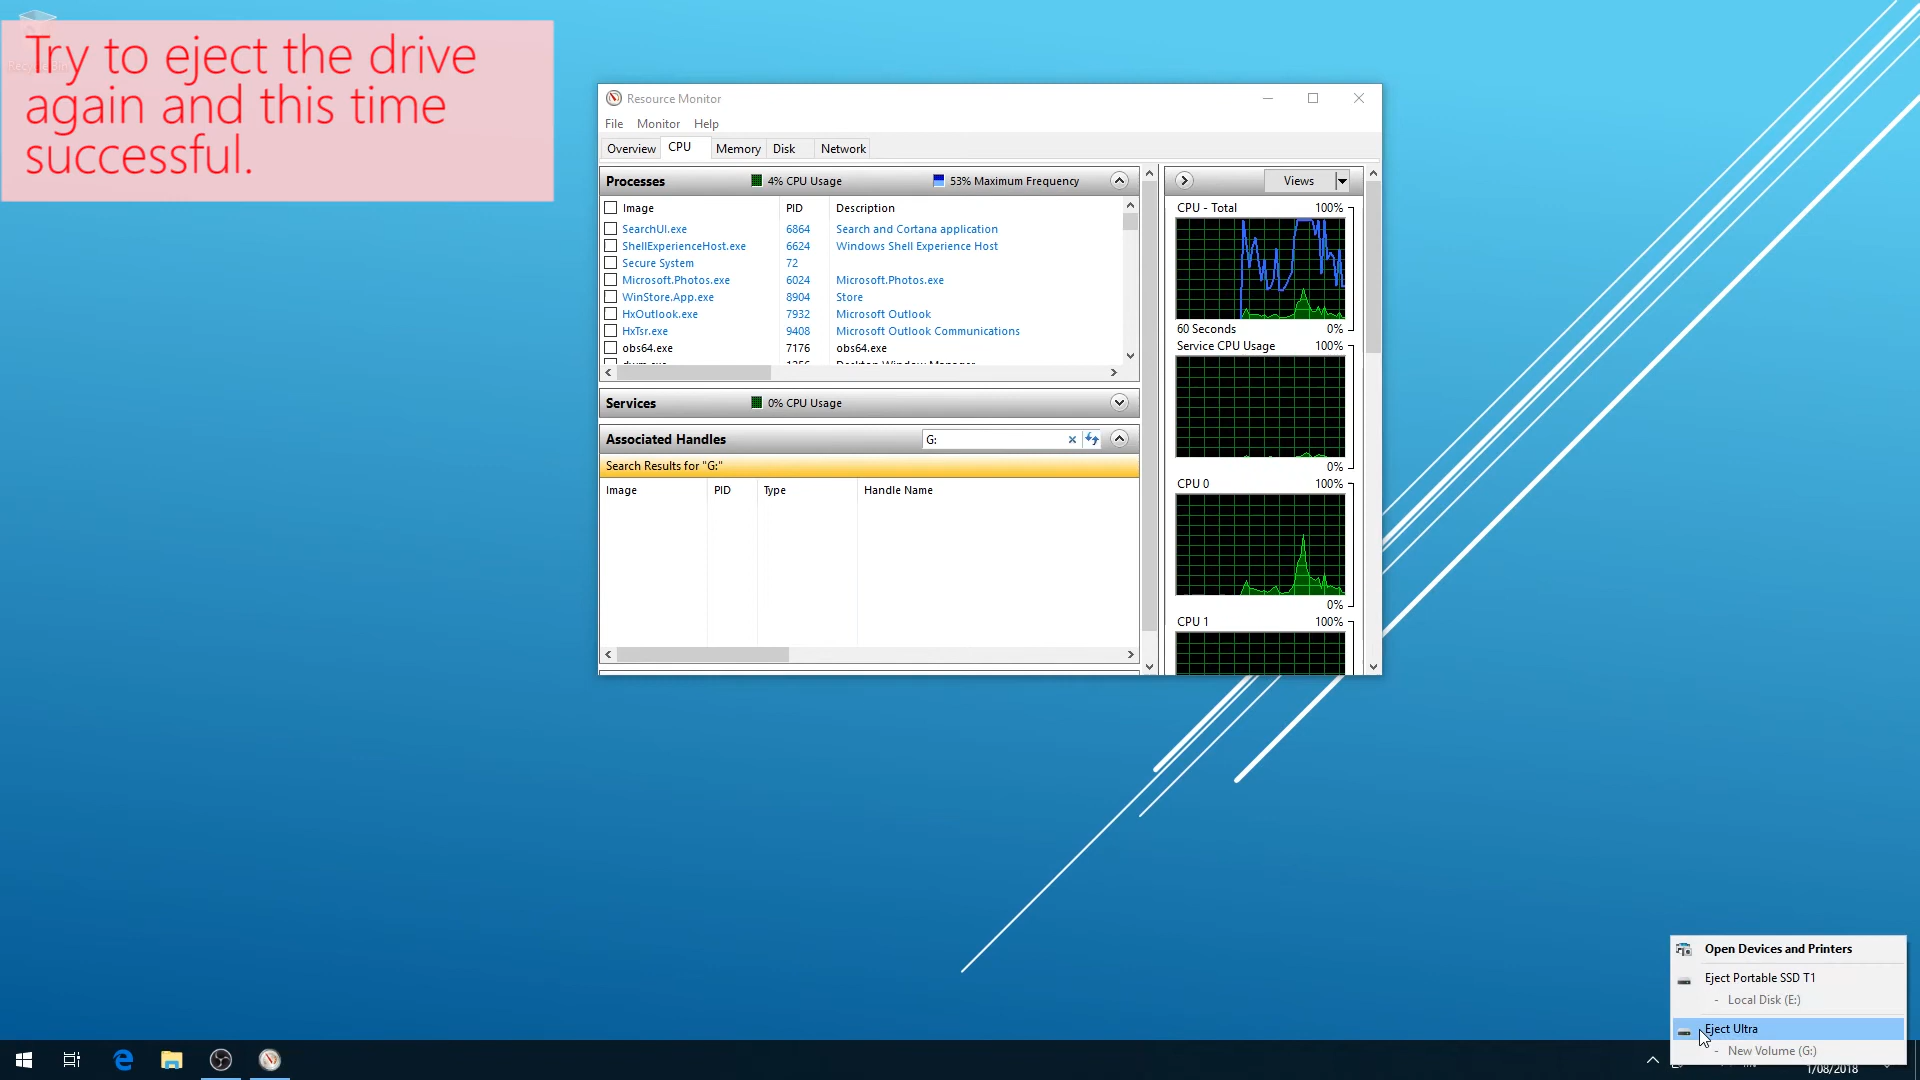 Try to eject the drive
again and this time
successful.
Resource Monitor
File Monitor Help
Overview CPU Memory Disk Network
Processes 4% CPU Usage 53% Maximum Frequency
Image PID Description
SearchUI.exe 6864 Search and Cortana application
ShellExperienceHost.exe 6624 Windows Shell Experience Host
Secure System 72
Microsoft.Photos.exe 6024 Microsoft.Photos.exe
WinStore.App.exe 8904 Store
HxOutlook.exe 7932 Microsoft Outlook
HxTsr.exe 9408 Microsoft Outlook Communications
obs64.exe 7176 obs64.exe
Services 0% CPU Usage
Associated Handles G:
Search Results for "G:"
Image PID Type Handle Name
Views
CPU - Total 100%
60 Seconds 0%
Service CPU Usage 100%
0%
CPU 0 100%
0%
CPU 1 100%
Open Devices and Printers
Eject Portable SSD T1
- Local Disk (E:)
Eject Ultra
- New Volume (G:)
1/08/2018